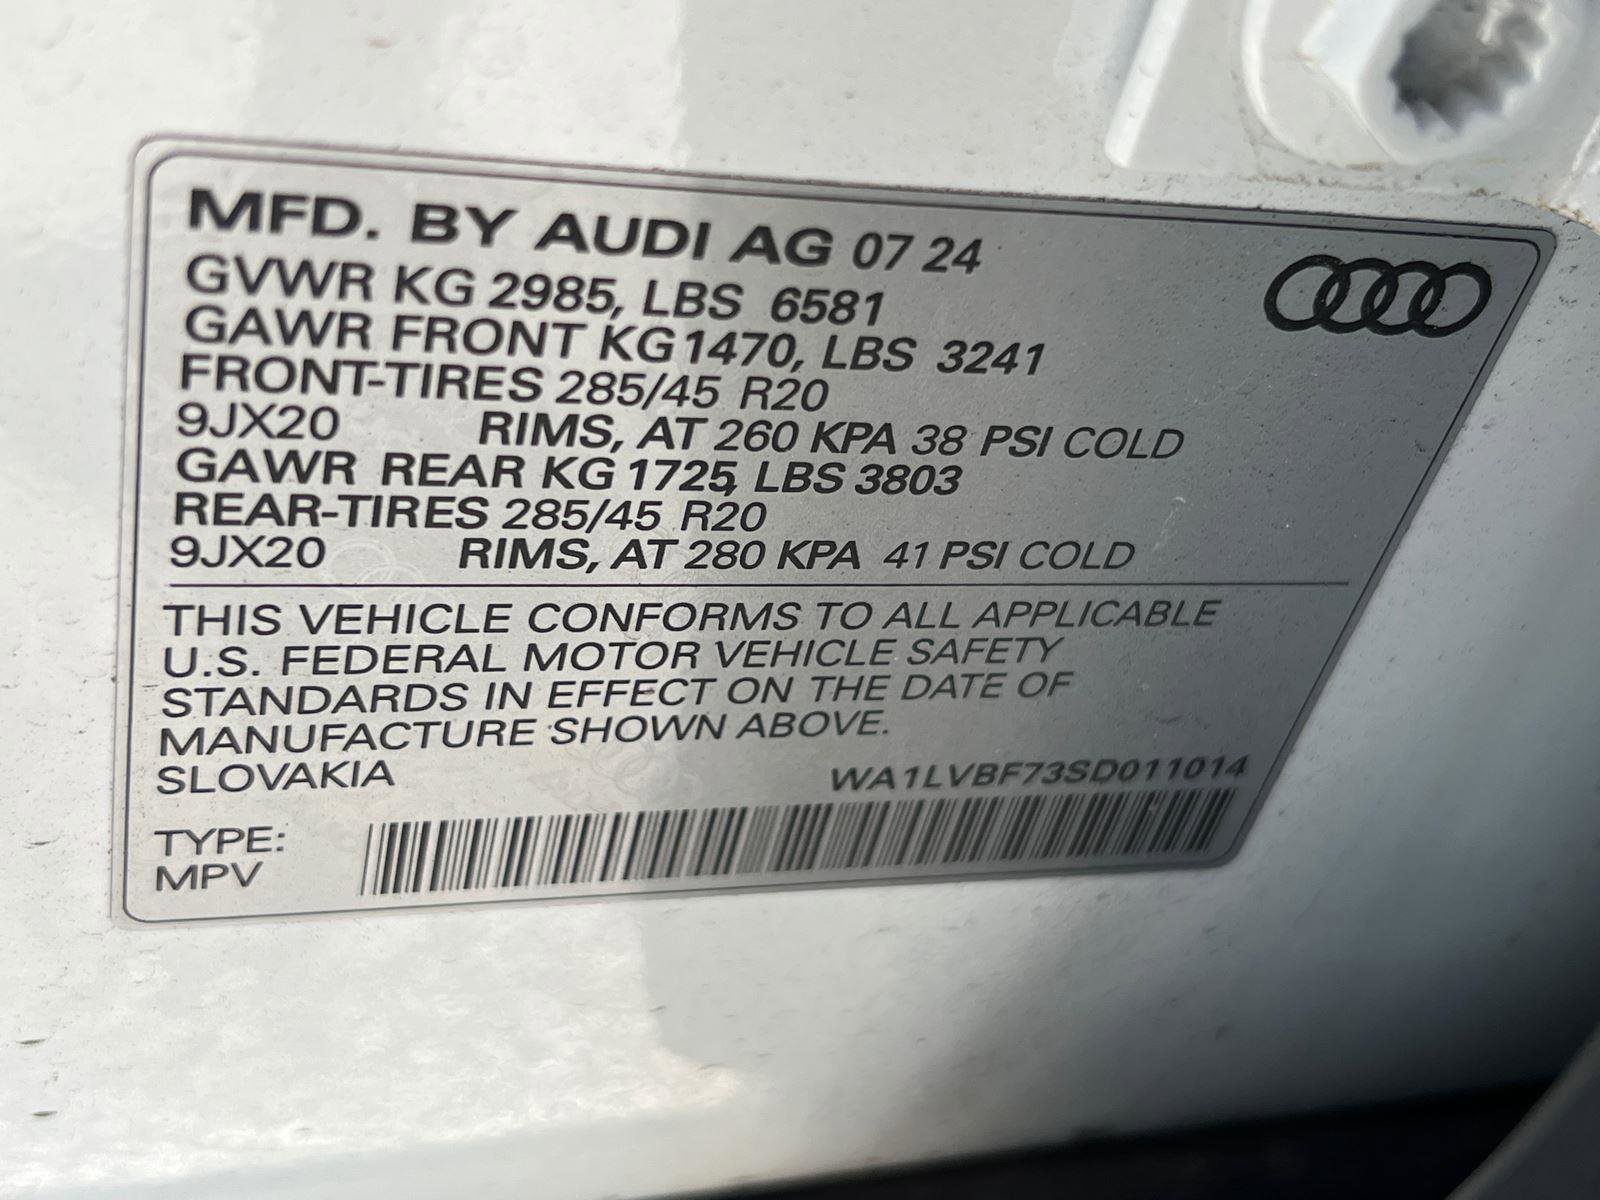 MFD. BY AUDI AG 07 24
GVWR KG 2985, LBS 6581
GAWR FRONT KG 1470, LBS 3241
FRONT-TIRES 285/45 R20
9JX20 RIMS, AT 260 KPA 38 PSI COLD
GAWR REAR KG 1725, LBS 3803
REAR-TIRES 285/45 R20
9JX20 RIMS, AT 280 KPA 41 PSI COLD
THIS VEHICLE CONFORMS TO ALL APPLICABLE
U.S. FEDERAL MOTOR VEHICLE SAFETY
STANDARDS IN EFFECT ON THE DATE OF
MANUFACTURE SHOWN ABOVE.
SLOVAKIA WA1LVBF73SD011014
TYPE:
MPV